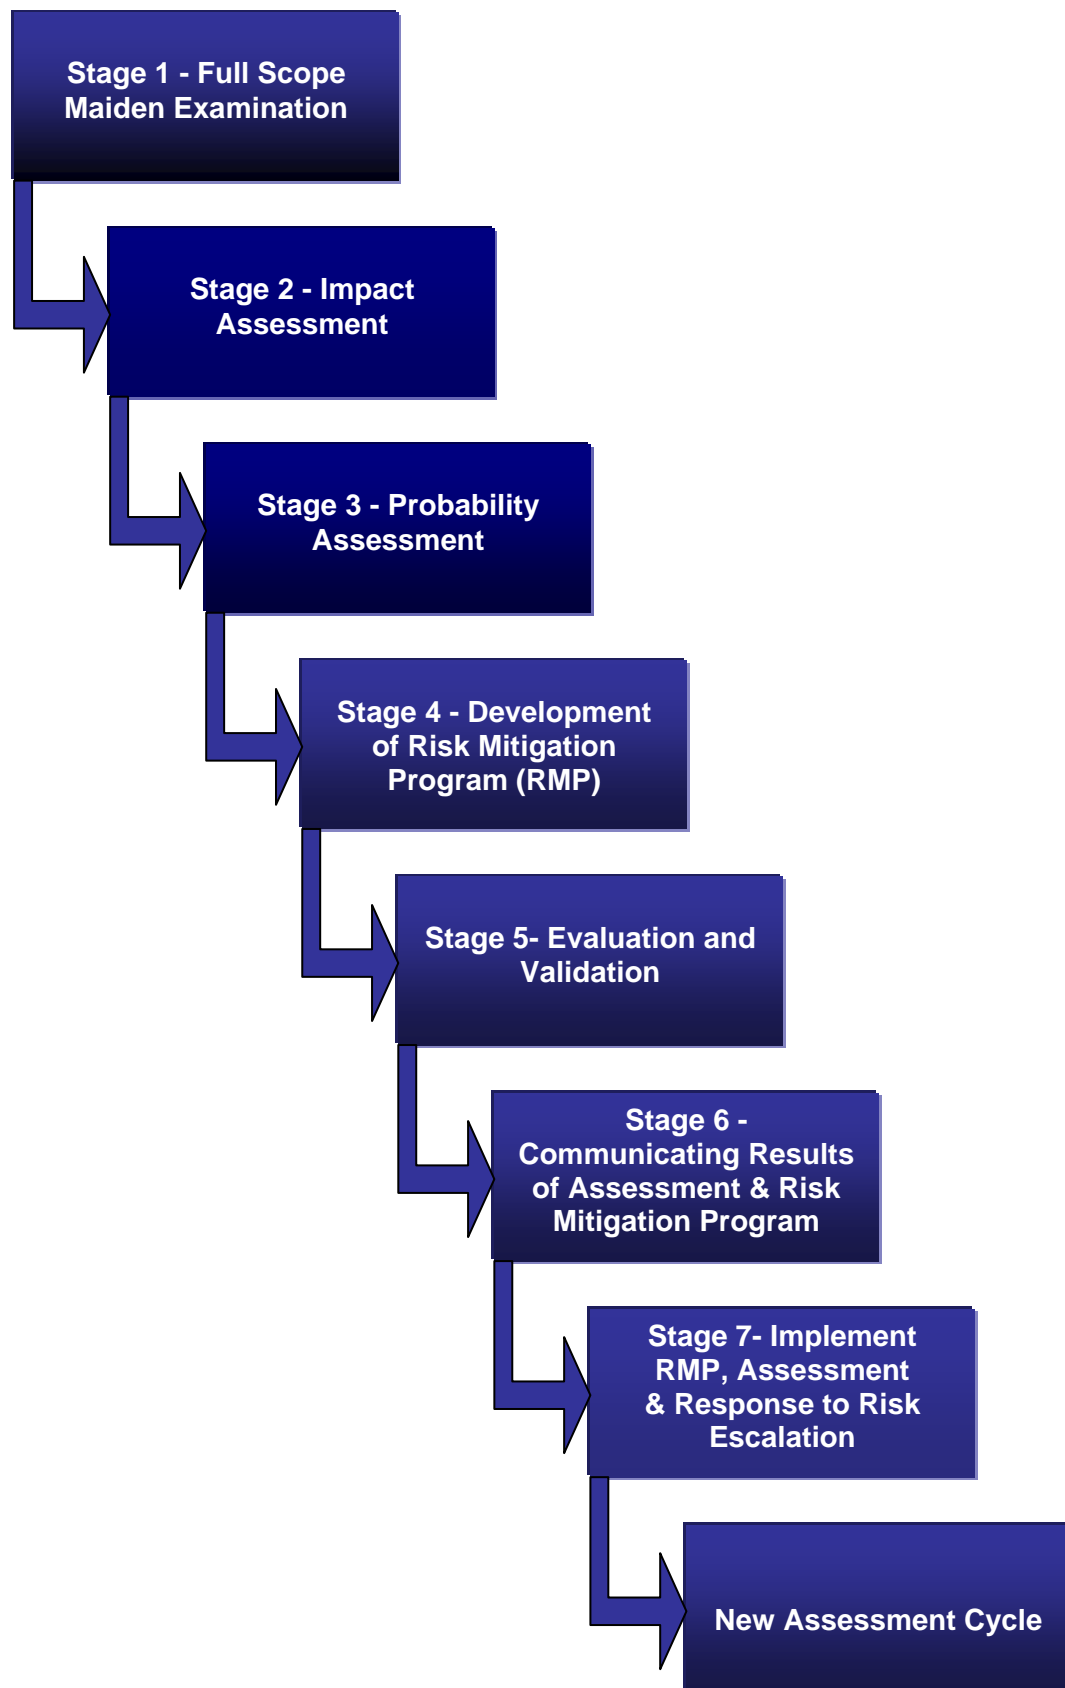 Stage 1 - Full Scope
Maiden Examination
Stage 2 - Impact
Assessment
Stage 3 - Probability
Assessment
Stage 4 - Development
of Risk Mitigation
Program (RMP)
Stage 5- Evaluation and
Validation
Stage 6 -
Communicating Results
of Assessment & Risk
Mitigation Program
Stage 7- Implement
RMP, Assessment
& Response to Risk
Escalation
New Assessment Cycle